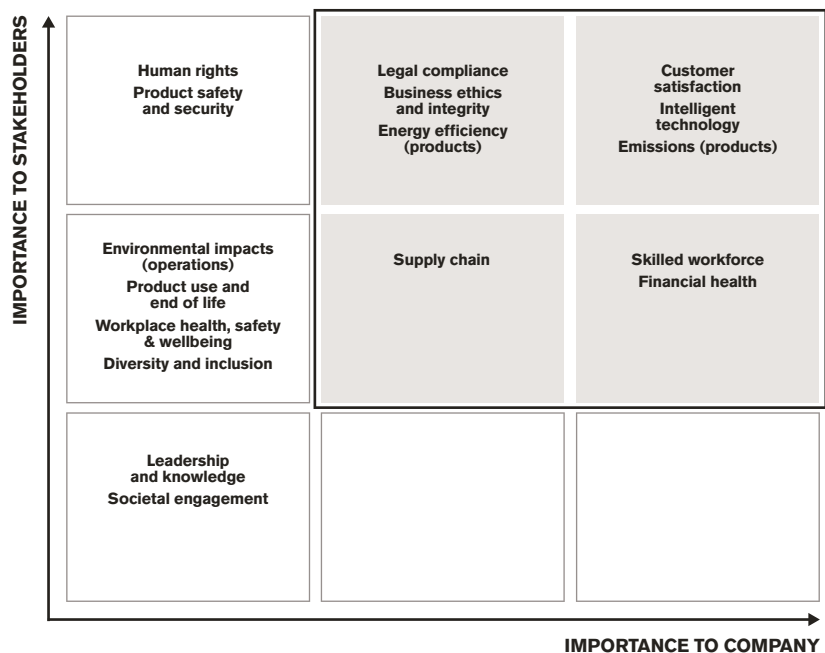 IMPORTANCE TO STAKEHOLDERS
Human rights
Product safety
and security
Legal compliance
Business ethics
and integrity
Energy efficiency
(products)
Customer
satisfaction
Intelligent
technology
Emissions (products)
Environmental impacts
(operations)
Product use and
end of life
Workplace health, safety
& wellbeing
Diversity and inclusion
Supply chain
Skilled workforce
Financial health
Leadership
and knowledge
Societal engagement
IMPORTANCE TO COMPANY